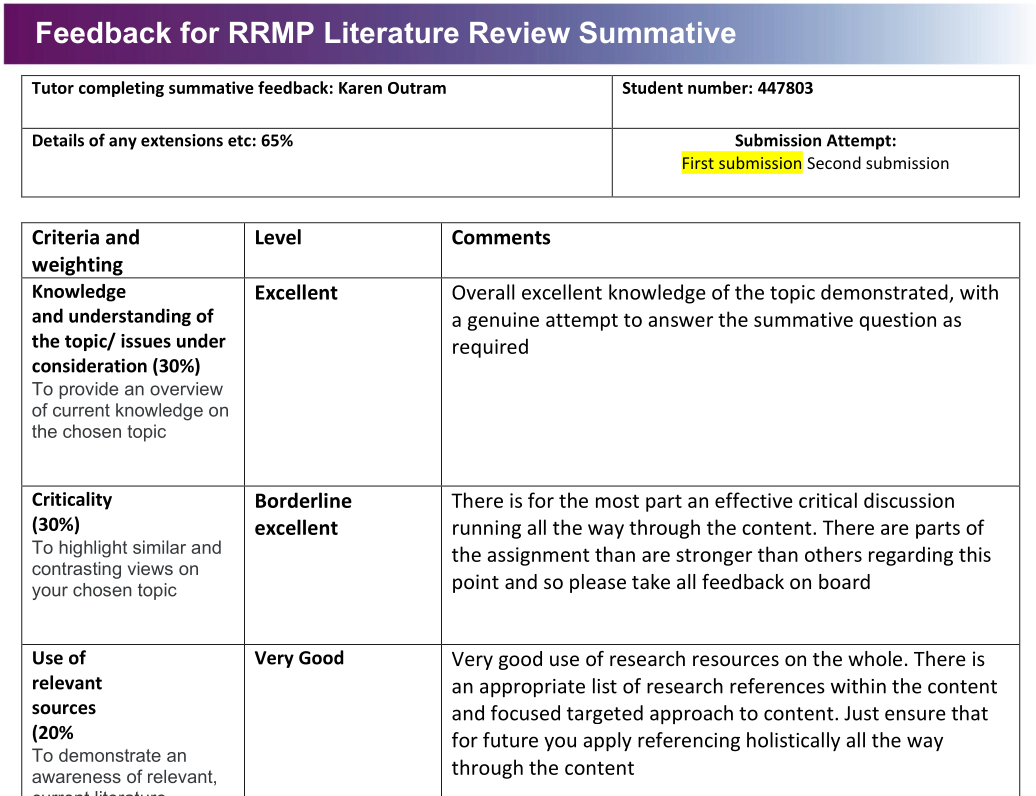 Feedback for RRMP Literature Review Summative
Tutor completing summative feedback: Karen Outram
Student number: 447803
Details of any extensions etc: 65%
Submission Attempt:
First submission Second submission
Criteria and
weighting
Level
Comments
Knowledge
and understanding of
the topic/ issues under
consideration (30%)
To provide an overview
of current knowledge on
the chosen topic
Excellent
Overall excellent knowledge of the topic demonstrated, with
a genuine attempt to answer the summative question as
required
Criticality
(30%)
To highlight similar and
contrasting views on
your chosen topic
Borderline
excellent
There is for the most part an effective critical discussion
running all the way through the content. There are parts of
the assignment than are stronger than others regarding this
point and so please take all feedback on board
Use of
relevant
sources
(20%
To demonstrate an
awareness of relevant,
current literature
Very Good
Very good use of research resources on the whole. There is
an appropriate list of research references within the content
and focused targeted approach to content. Just ensure that
for future you apply referencing holistically all the way
through the content